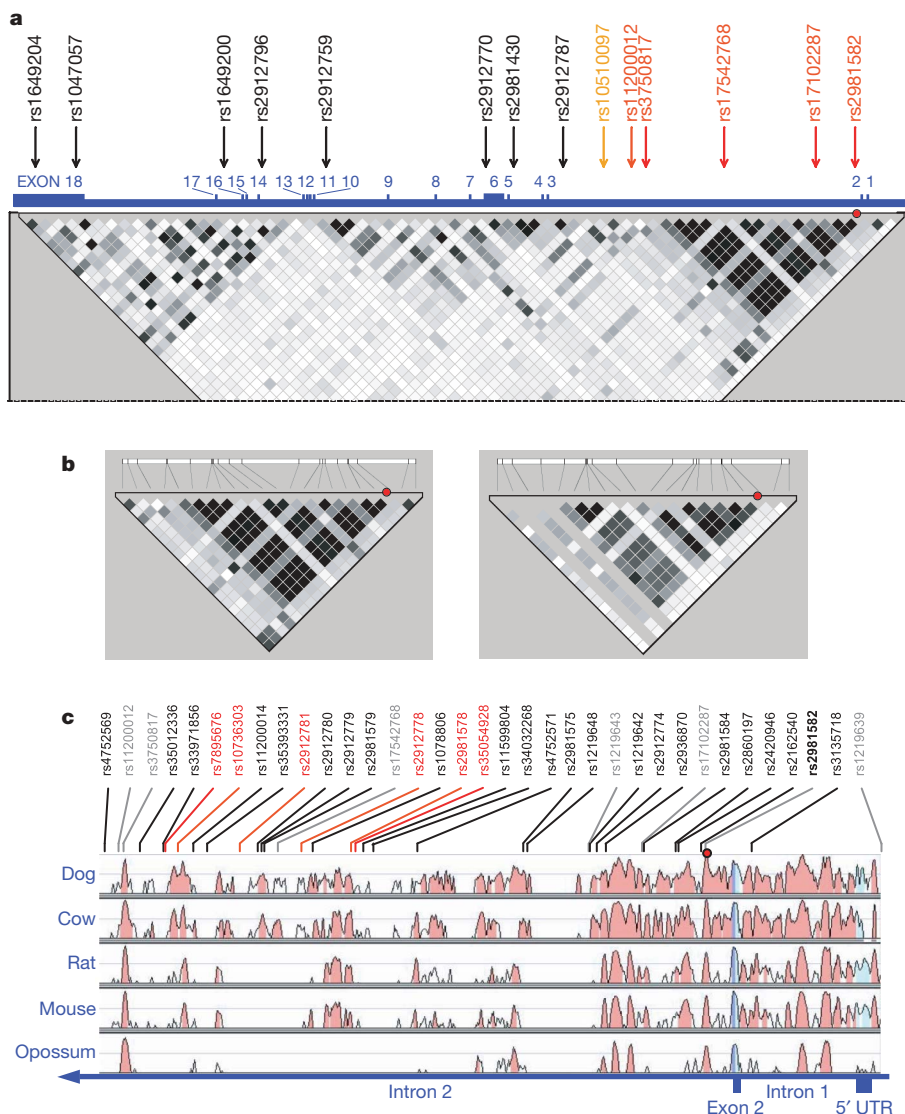 a
rs1649204
rs1047057
rs1649200
rs2912796
rs2912759
rs2912770
rs2981430
rs2912787
rs10510097
rs11200012
rs3750817
rs17542768
rs17102287
rs2981582
EXON 18
17
16
15
14
13
12
11
10
9
8
7
6
5
4
3
2
1
b
c
rs4752569
rs11200012
rs3750817
rs35012336
rs33971856
rs7895676
rs10736303
rs11200014
rs35393331
rs2912781
rs2912780
rs2912779
rs2981579
rs17542768
rs2912778
rs1078806
rs2981578
rs35054928
rs11599804
rs34032268
rs4752571
rs2981575
rs1219648
rs1219643
rs1219642
rs2912774
rs2936870
rs17102287
rs2981584
rs2860197
rs2420946
rs2162540
rs2981582
rs3135718
rs1219639
Dog
Cow
Rat
Mouse
Opossum
Intron 2
Exon 2
Intron 1
5′ UTR